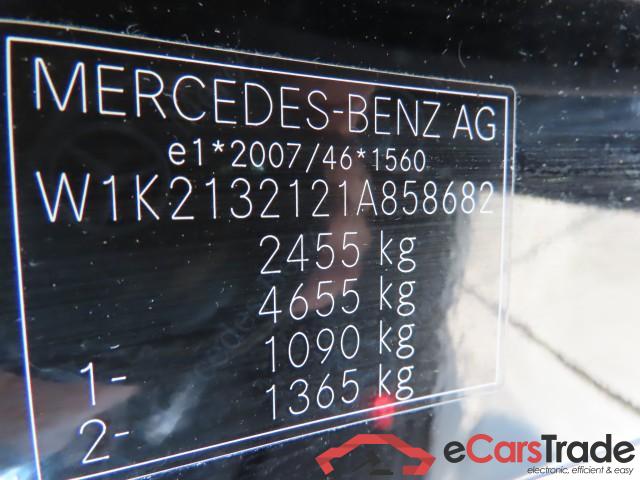 MERCEDES-BENZ AG
e1*2007/46*1560
W1K2132121A858682
2455 kg
4655 kg
1- 1090 kg
2- 1365 kg
eCarsTrade
electronic, efficient & easy